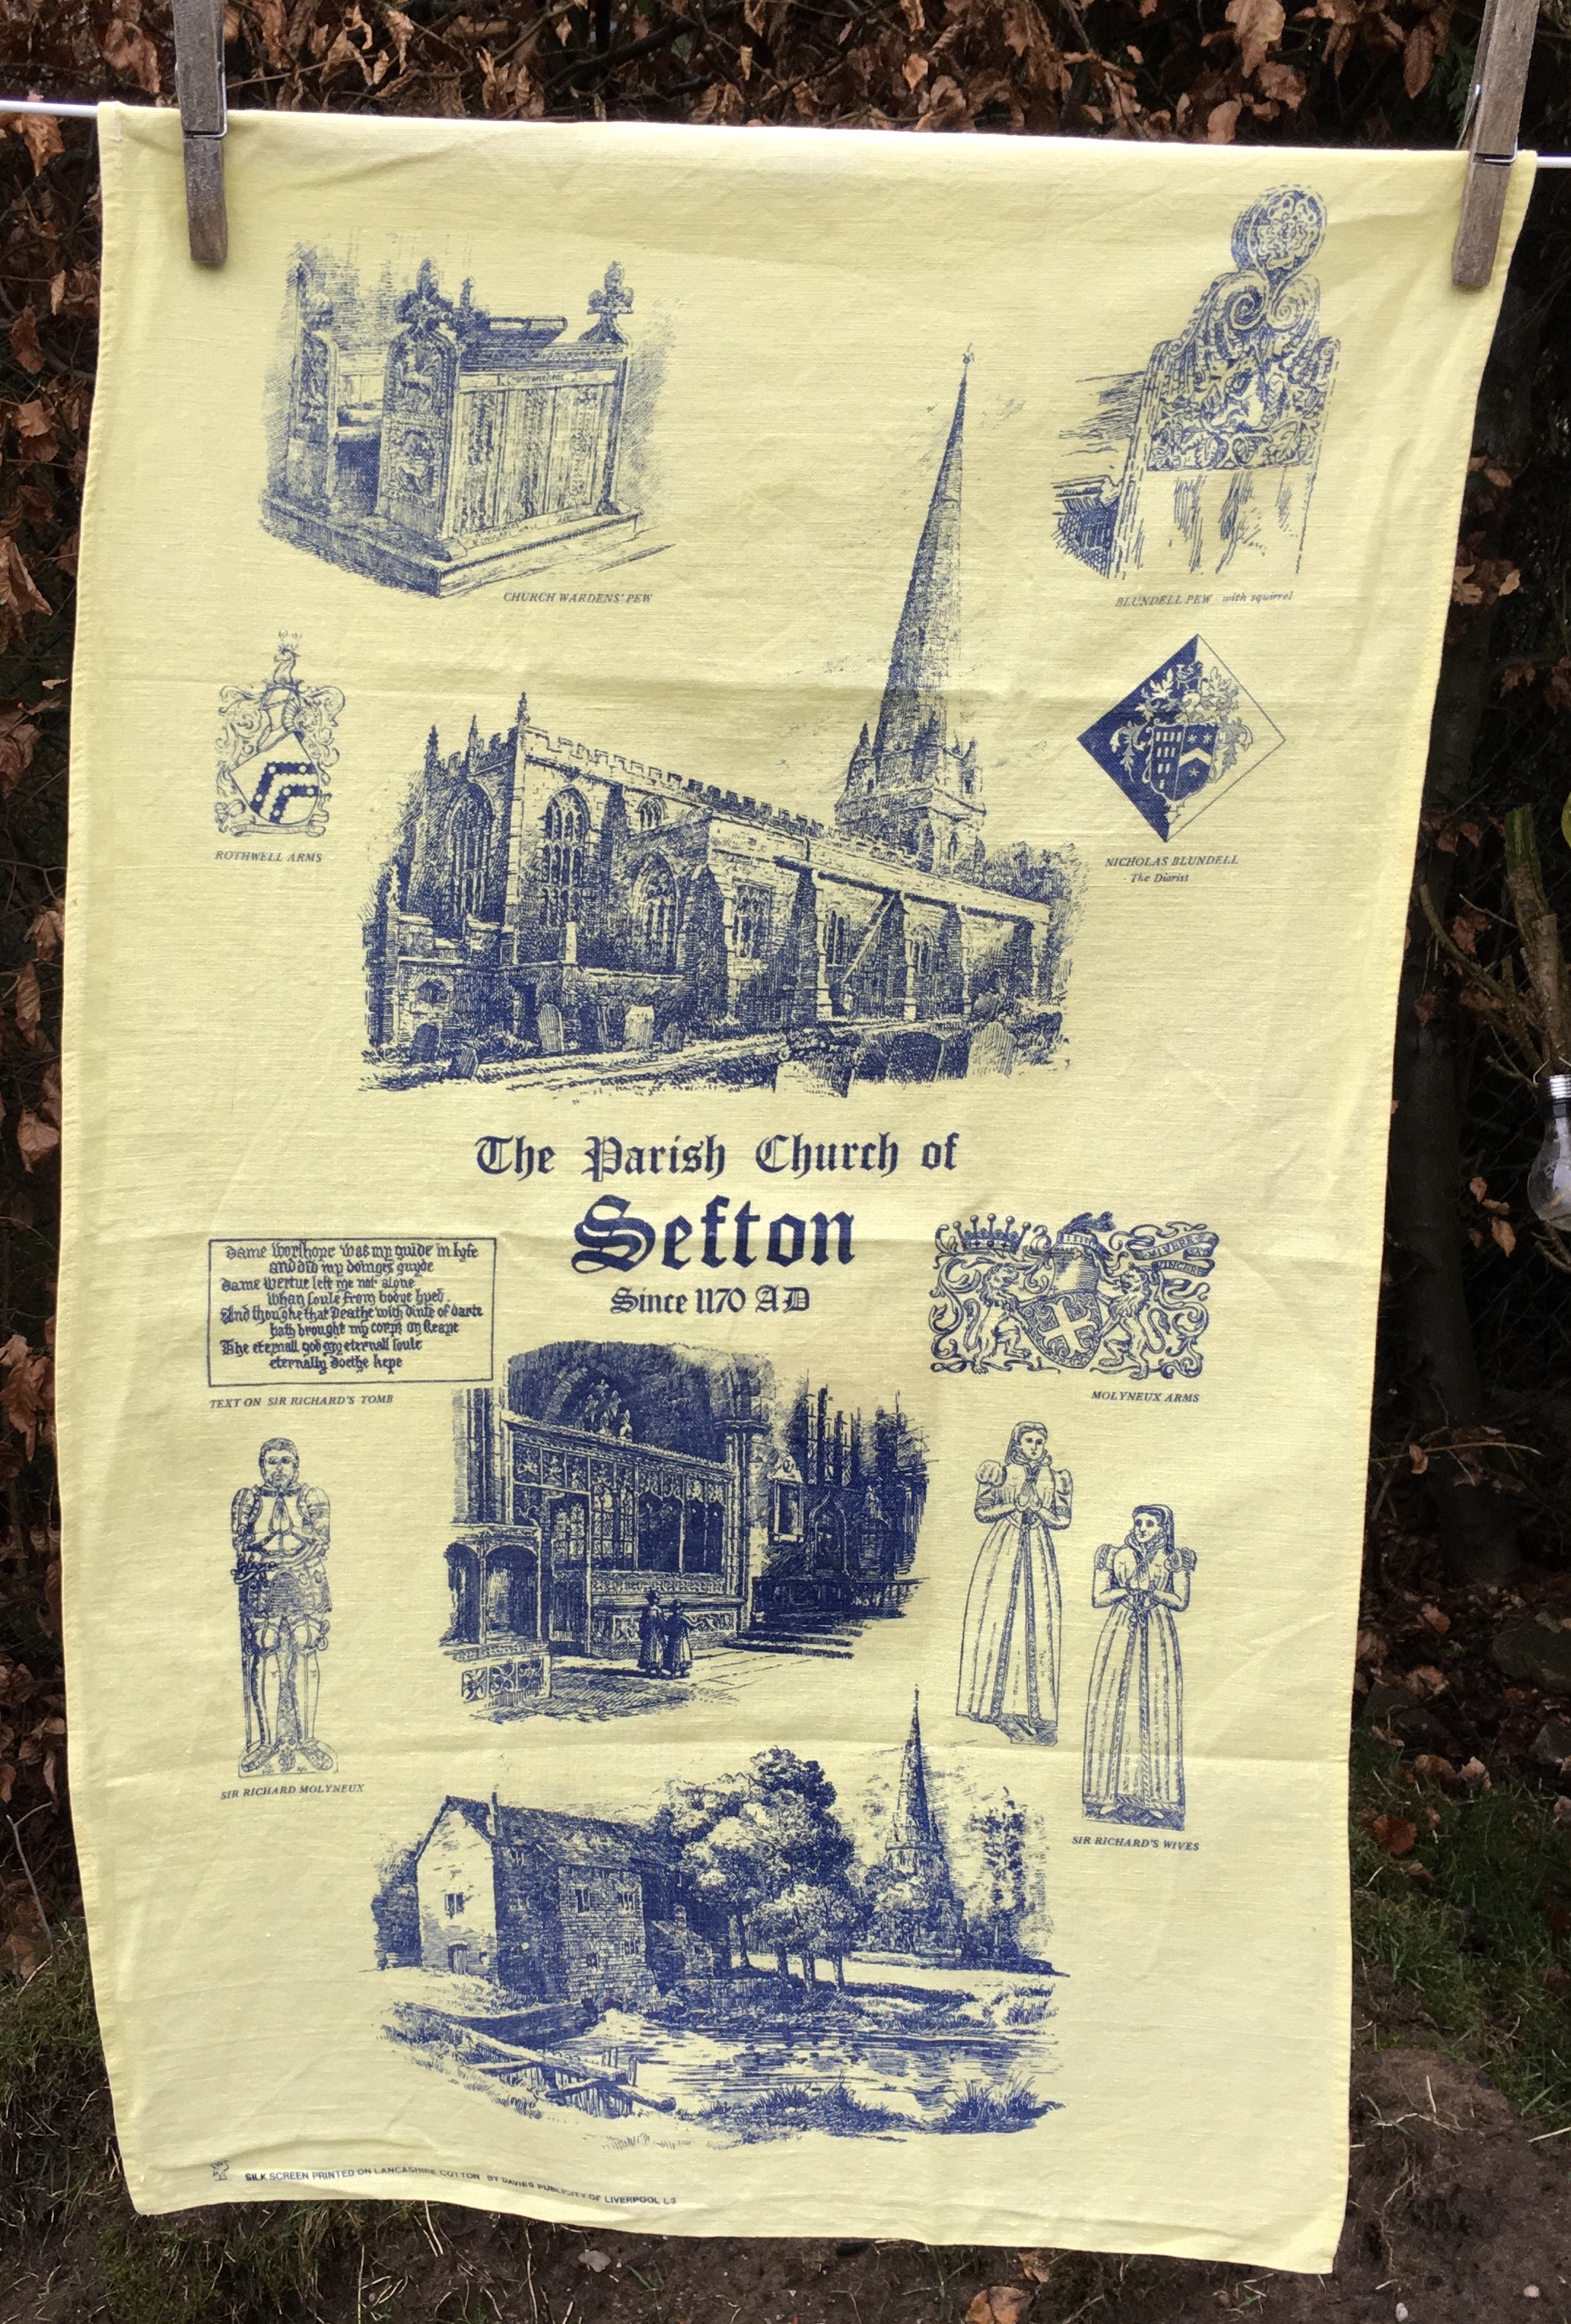 CHURCH WARDENS' PEW
BLUNDELL PEW with squirrel
ROTHWELL ARMS
NICHOLAS BLUNDELL
- The Diarist
The Parish Church of
Sefton
Since 1170 AD
Dame Worshope was my guide in lyfe
and did my doinges guyde
Dame Wertue left me not alone
whan soule from bodye hyed.
And thoughe that Deathe with dinte of darte
hath brought my corps on sleape
The eternall god my eternall soule
eternally doethe kepe
TEXT ON SIR RICHARD'S TOMB
VIVERE
VINCERE
MOLYNEUX ARMS
SIR RICHARD MOLYNEUX
SIR RICHARD'S WIVES
SILK SCREEN PRINTED ON LANCASHIRE COTTON BY DAVIES PUBLICITY OF LIVERPOOL L3